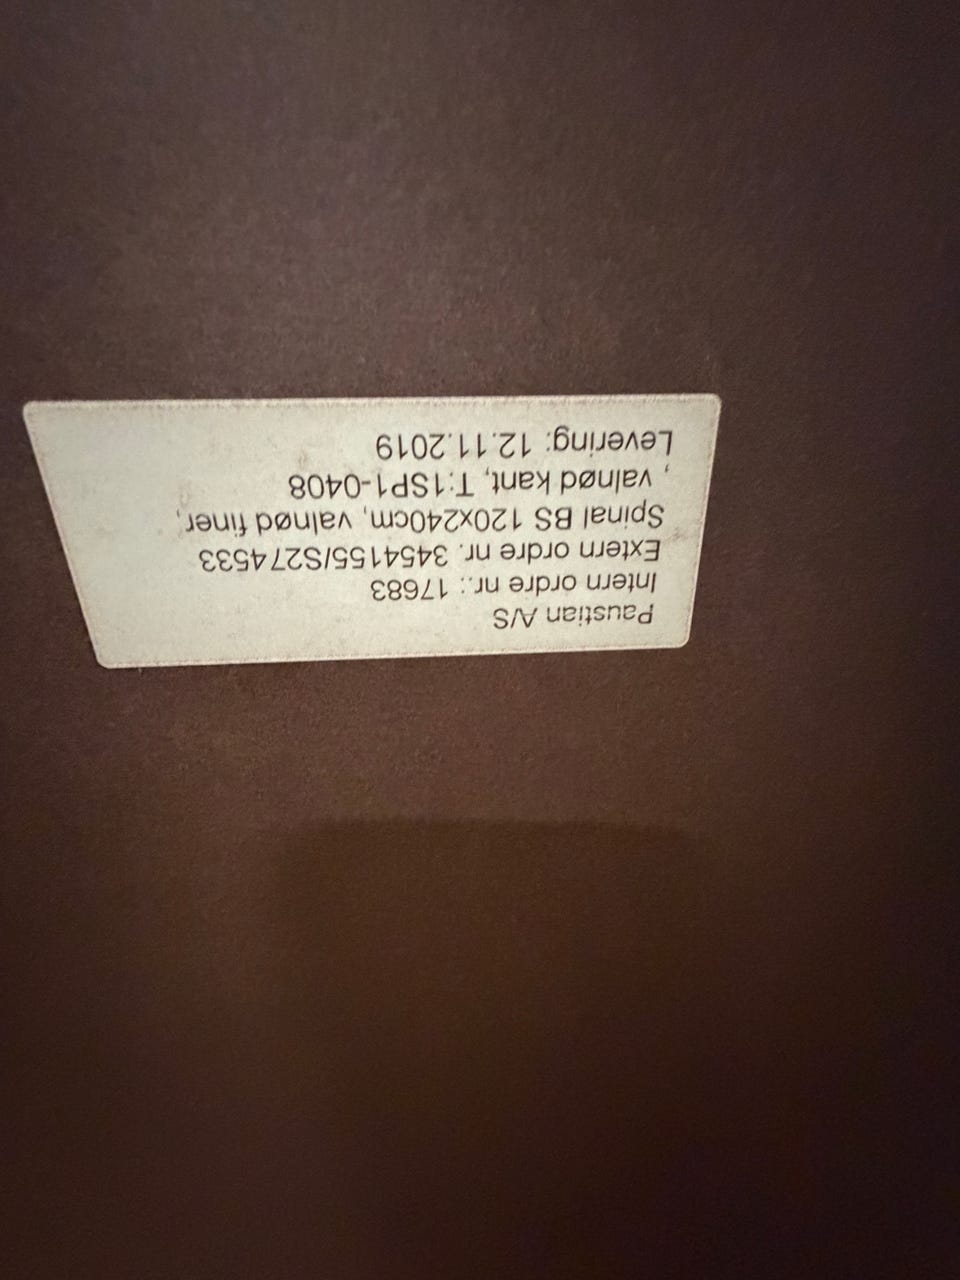 Paustian A/S
Intern ordre nr.: 17683
Extern ordre nr. 3454155/S274533
Spinal BS 120x240cm, valnød finer,
, valnød kant, T:1SP1-0408
Levering: 12.11.2019